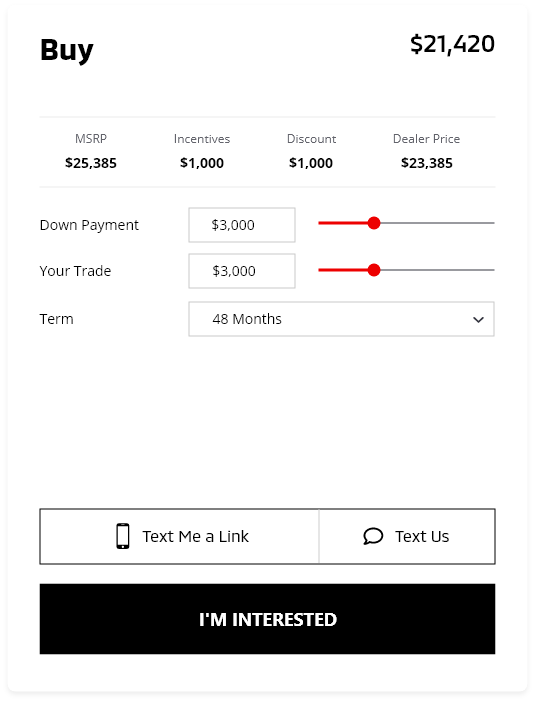 Buy
$21,420
MSRP Incentives Discount Dealer Price
$25,385 $1,000 $1,000 $23,385
Down Payment $3,000
Your Trade $3,000
Term 48 Months
Text Me a Link Text Us
I'M INTERESTED